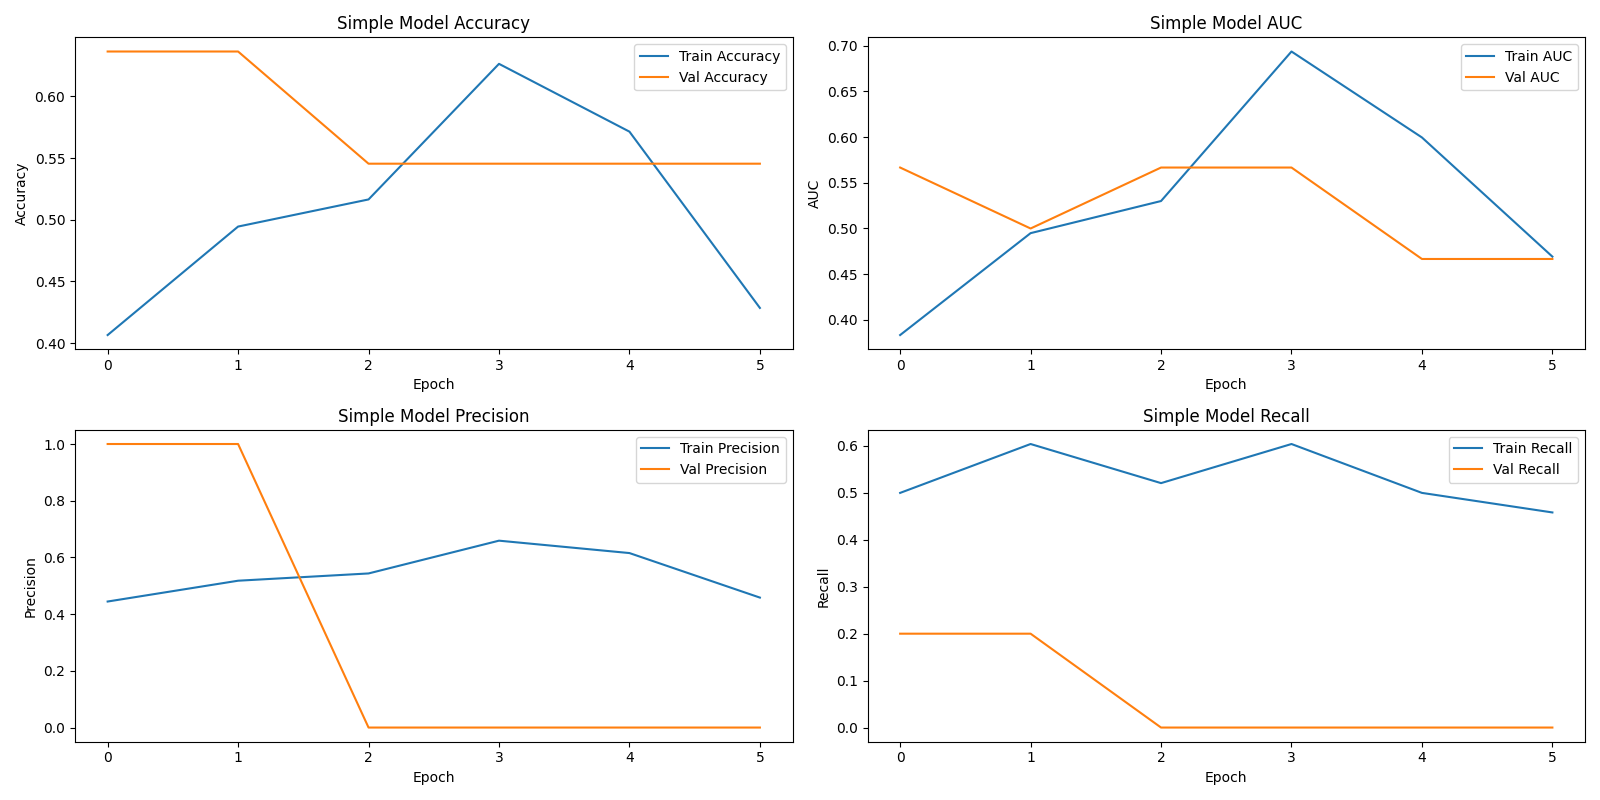 Simple Model Accuracy
Train Accuracy
Val Accuracy
Accuracy
0.60
0.55
0.50
0.45
0.40
0 1 2 3 4 5
Epoch
Simple Model AUC
Train AUC
Val AUC
AUC
0.70
0.65
0.60
0.55
0.50
0.45
0.40
0 1 2 3 4 5
Epoch
Simple Model Precision
Train Precision
Val Precision
Precision
1.0
0.8
0.6
0.4
0.2
0.0
0 1 2 3 4 5
Epoch
Simple Model Recall
Train Recall
Val Recall
Recall
0.6
0.5
0.4
0.3
0.2
0.1
0.0
0 1 2 3 4 5
Epoch